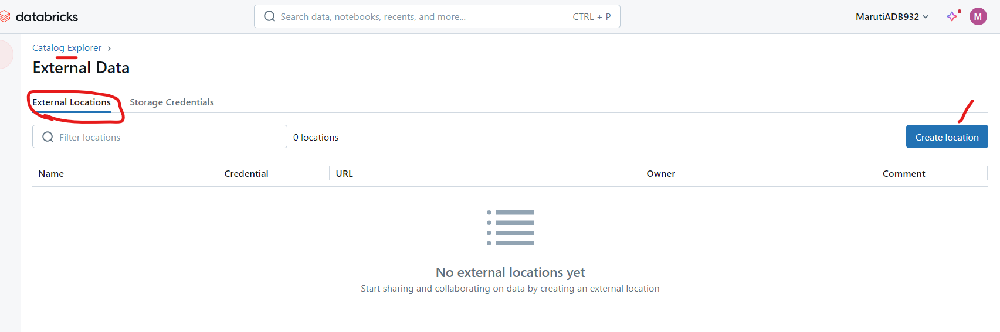 databricks
Search data, notebooks, recents, and more... CTRL + P
MarutiADB932
M
Catalog Explorer >
External Data
External Locations Storage Credentials
Filter locations
0 locations
Create location
Name Credential URL Owner Comment
No external locations yet
Start sharing and collaborating on data by creating an external location